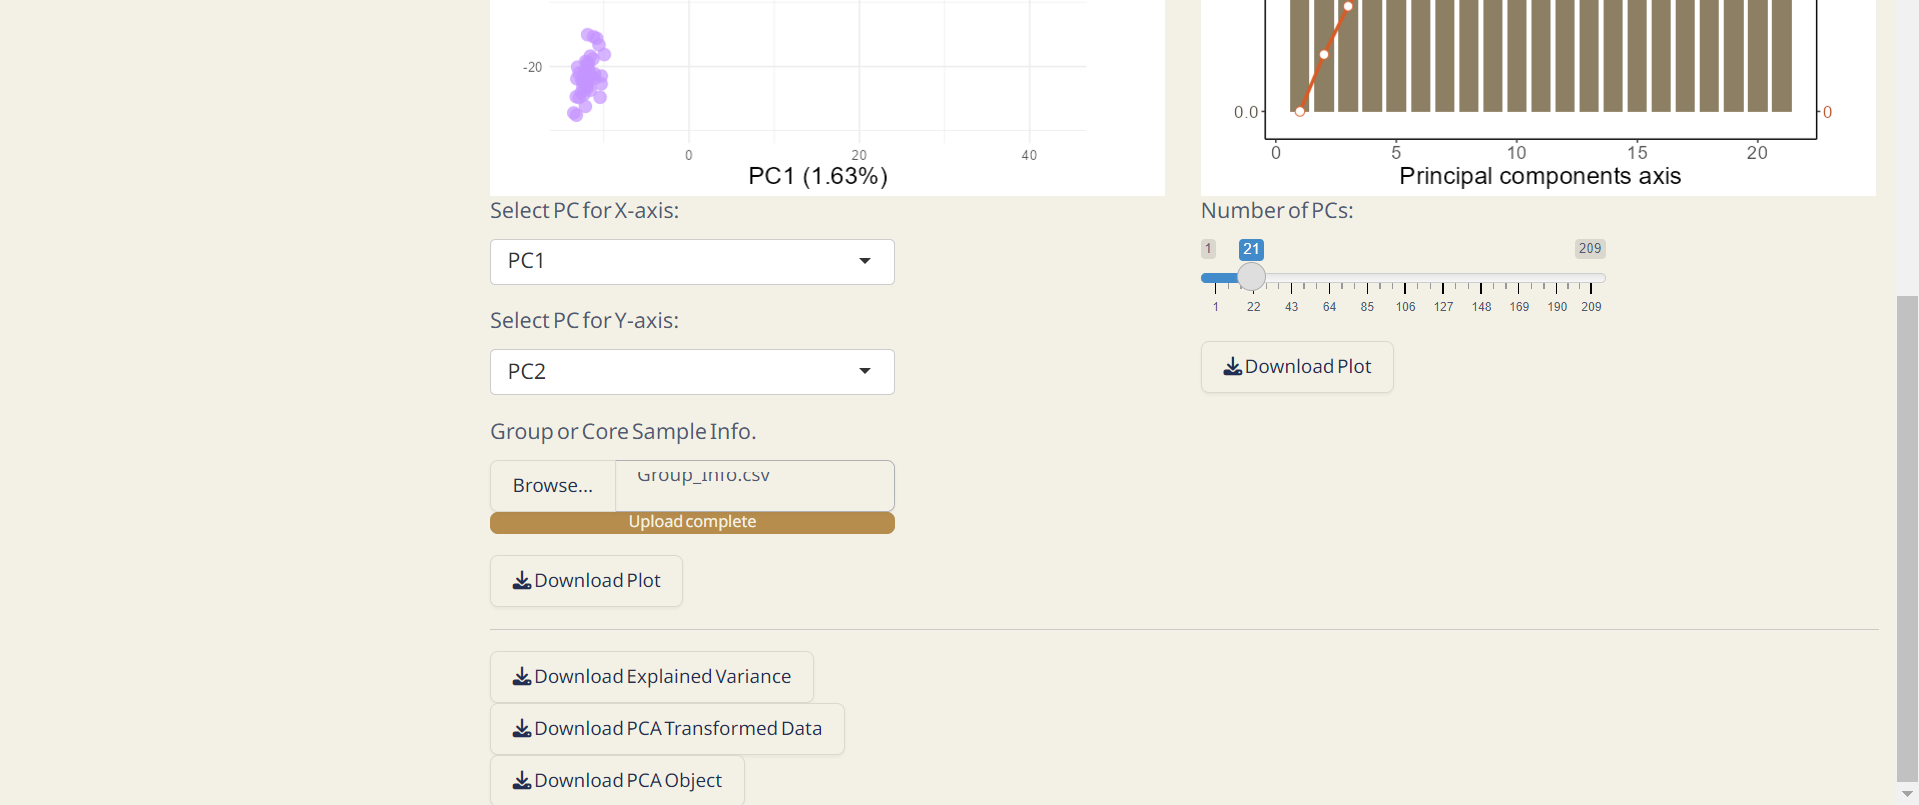 -20
0 20 40
PC1 (1.63%)
0.0
0
0 5 10 15 20
Principal components axis
Select PC for X-axis:
PC1
Select PC for Y-axis:
PC2
Group or Core Sample Info.
Browse...
Group_Info.csv
Upload complete
Download Plot
Number of PCs:
1 21 209
1 22 43 64 85 106 127 148 169 190 209
Download Plot
Download Explained Variance
Download PCA Transformed Data
Download PCA Object